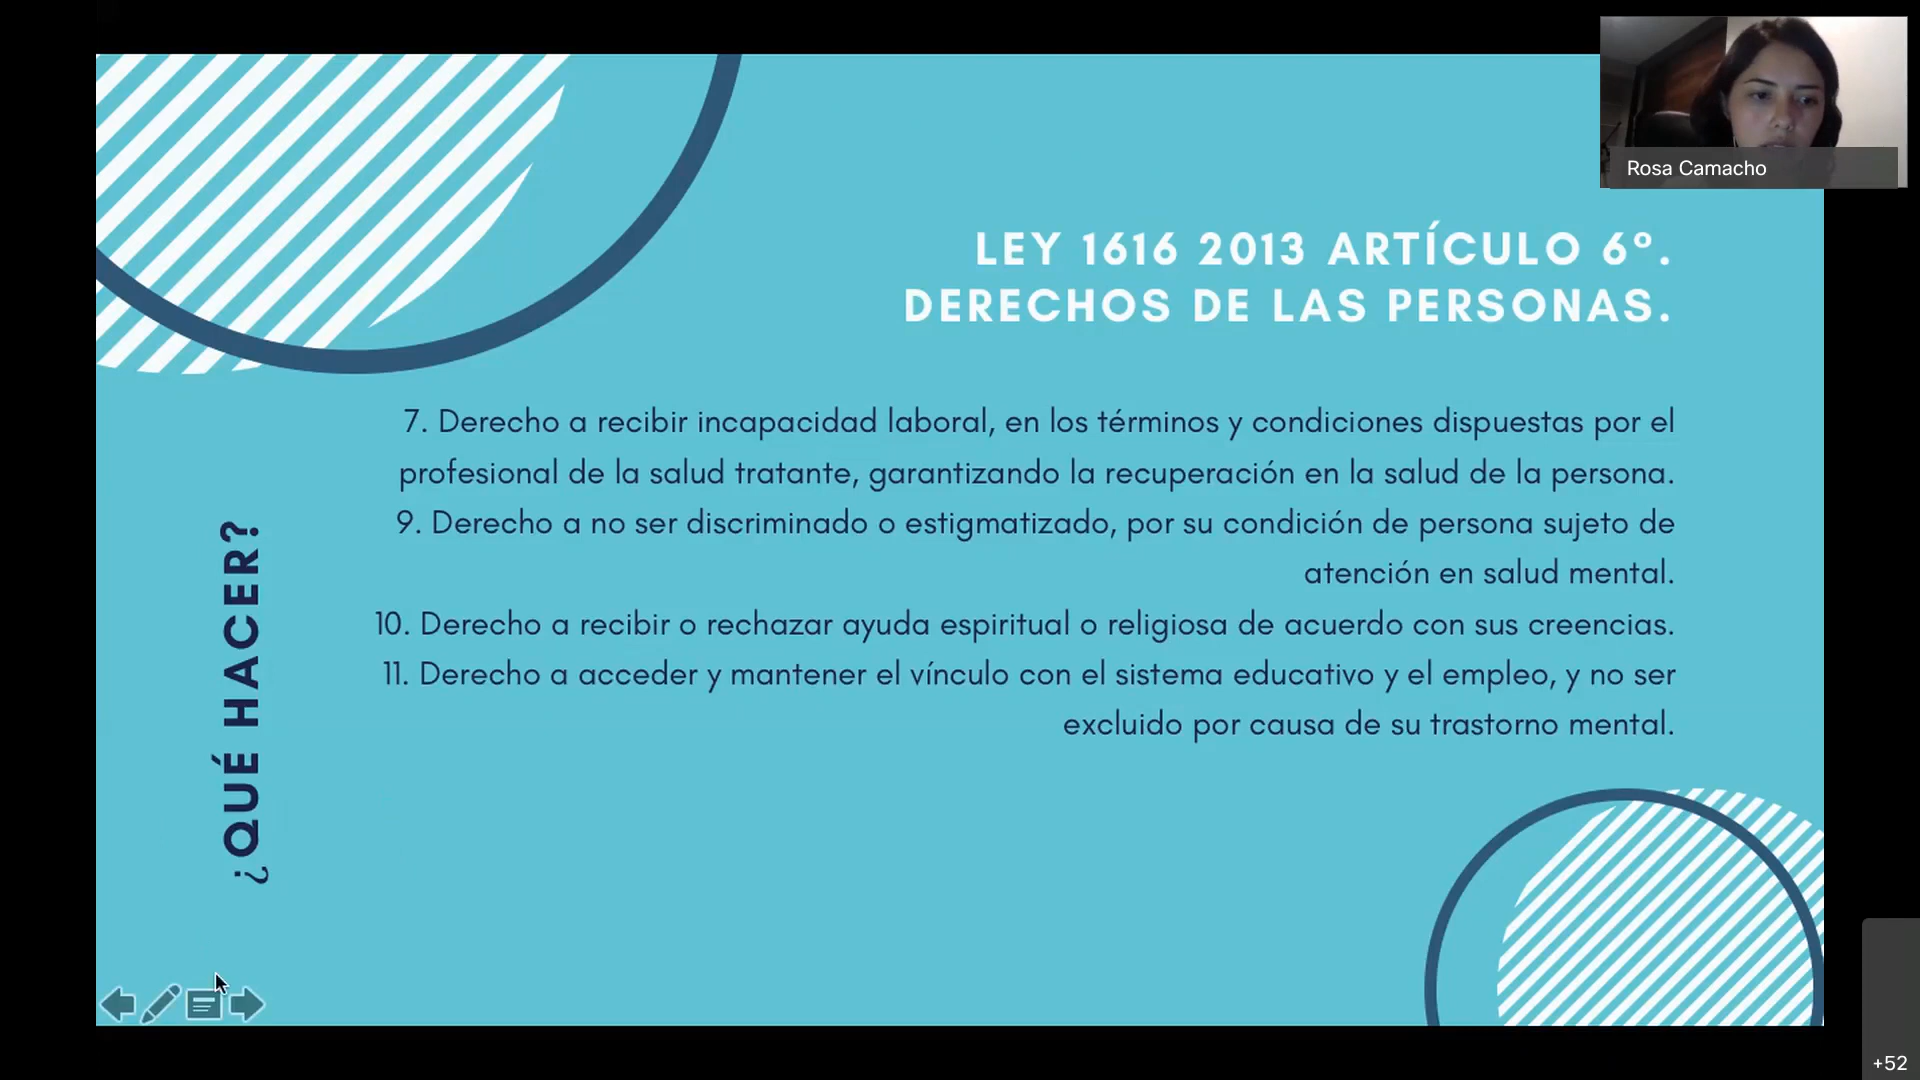 Rosa Camacho
LEY 1616 2013 ARTÍCULO 6º.
DERECHOS DE LAS PERSONAS.
7. Derecho a recibir incapacidad laboral, en los términos y condiciones dispuestas por el
profesional de la salud tratante, garantizando la recuperación en la salud de la persona.
9. Derecho a no ser discriminado o estigmatizado, por su condición de persona sujeto de
atención en salud mental.
10. Derecho a recibir o rechazar ayuda espiritual o religiosa de acuerdo con sus creencias.
11. Derecho a acceder y mantener el vínculo con el sistema educativo y el empleo, y no ser
excluido por causa de su trastorno mental.
¿QUÉ HACER?
+52